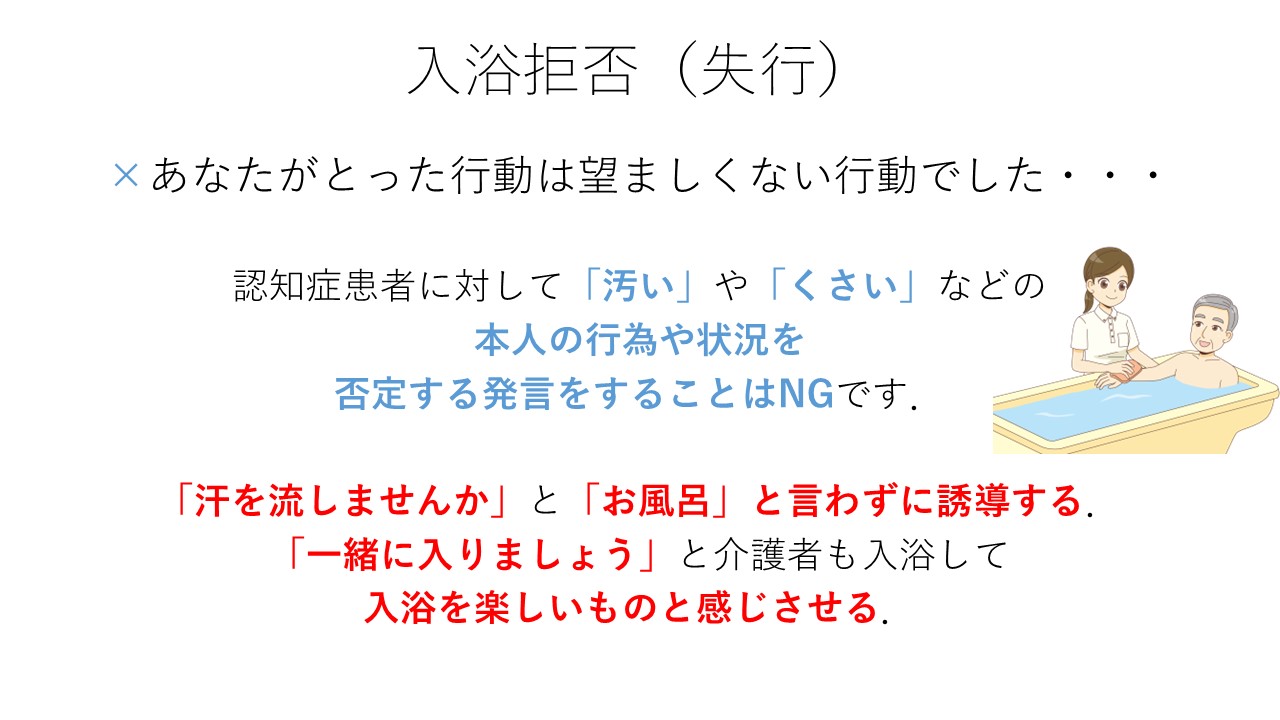 入浴拒否（失行）
×あなたがとった行動は望ましくない行動でした・・・
認知症患者に対して「汚い」や「くさい」などの
本人の行為や状況を
否定する発言をすることはNGです．
「汗を流しませんか」と「お風呂」と言わずに誘導する．
「一緒に入りましょう」と介護者も入浴して
入浴を楽しいものと感じさせる．